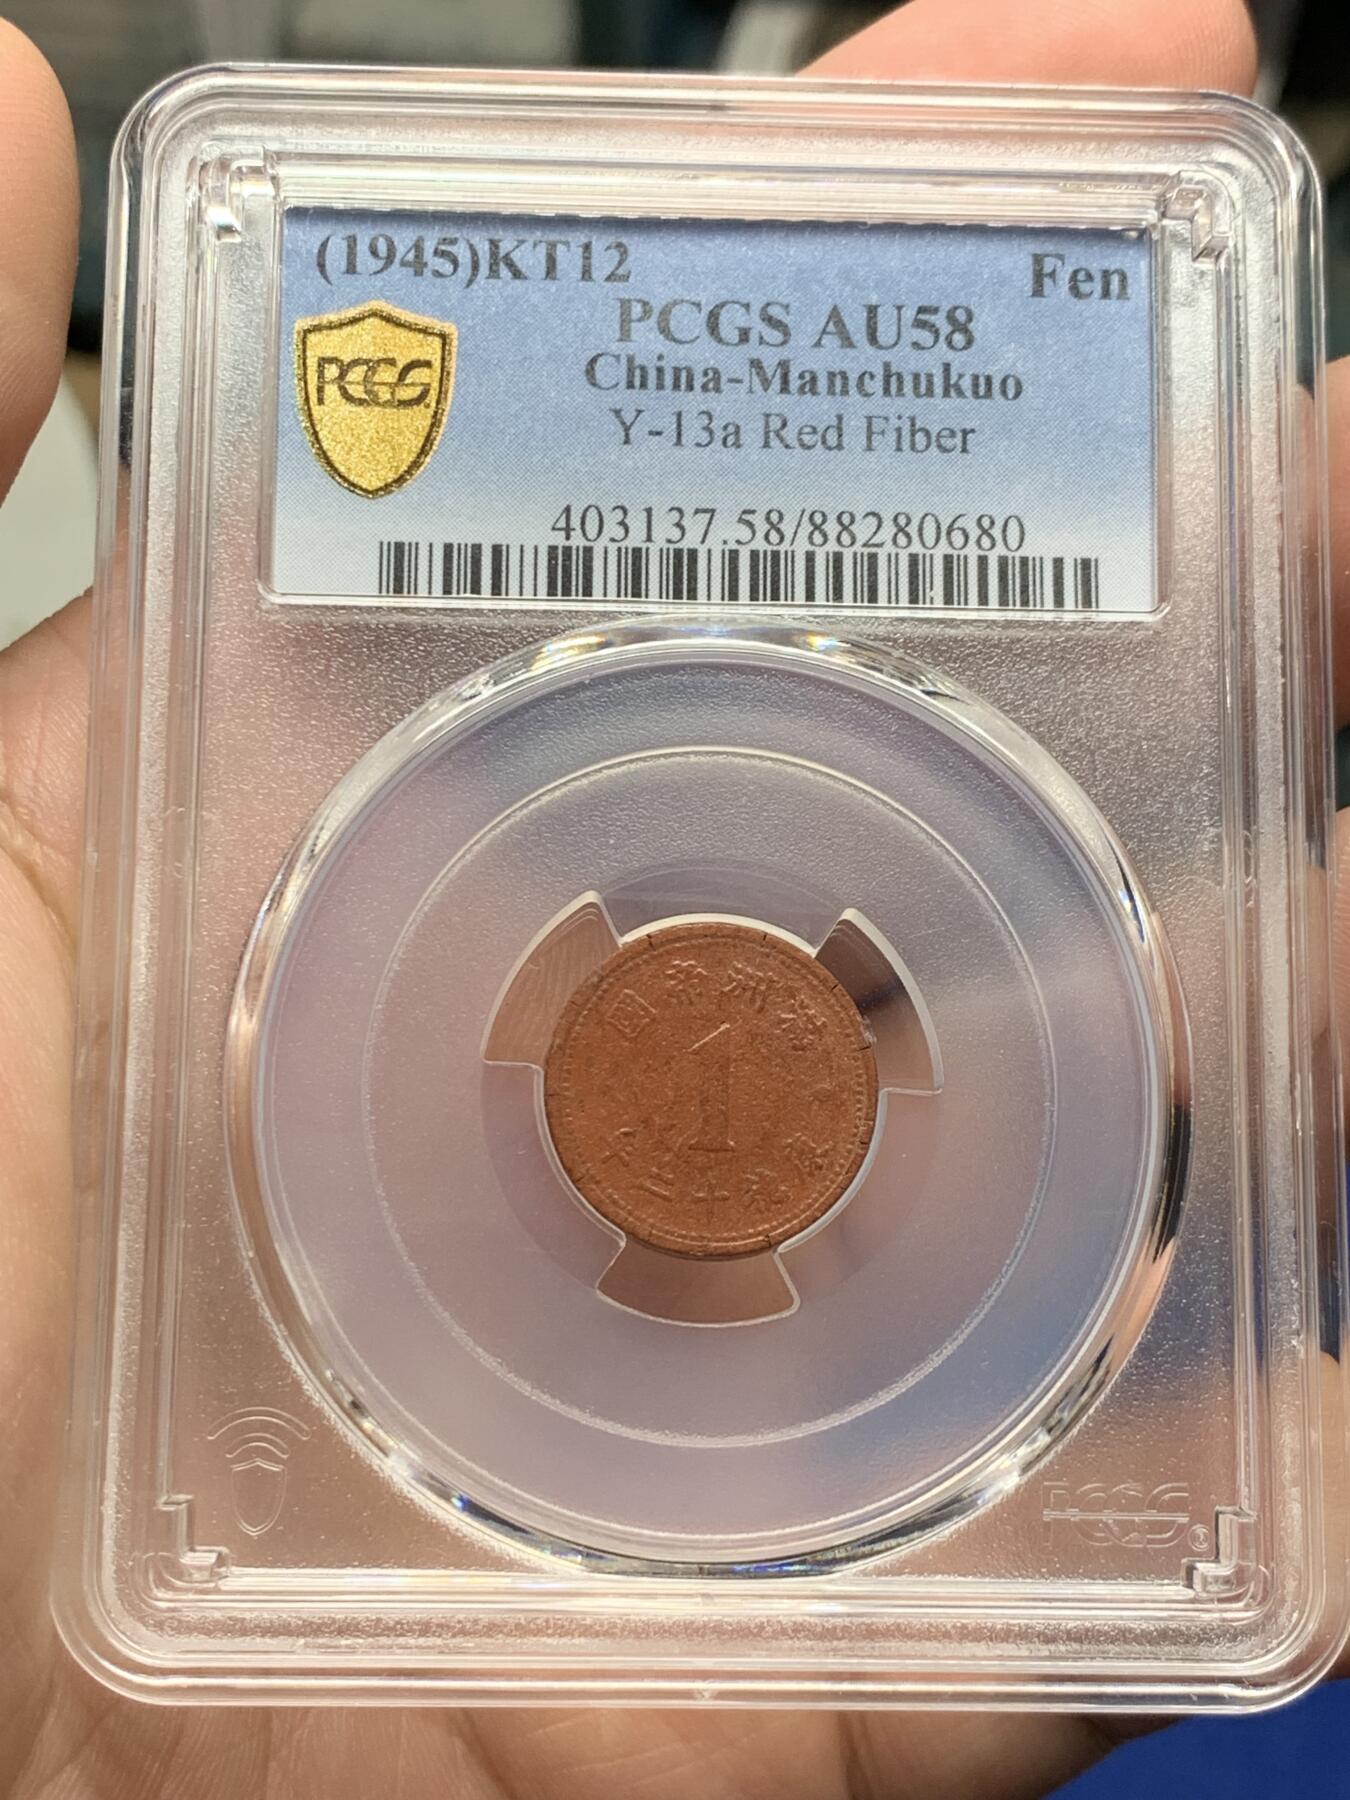 (1945)KT12 Fen
PCGS AU58
China-Manchukuo
PCGS
Y-13a Red Fiber
403137.58/88280680
滿洲帝國
1
康德十二年
PCGS